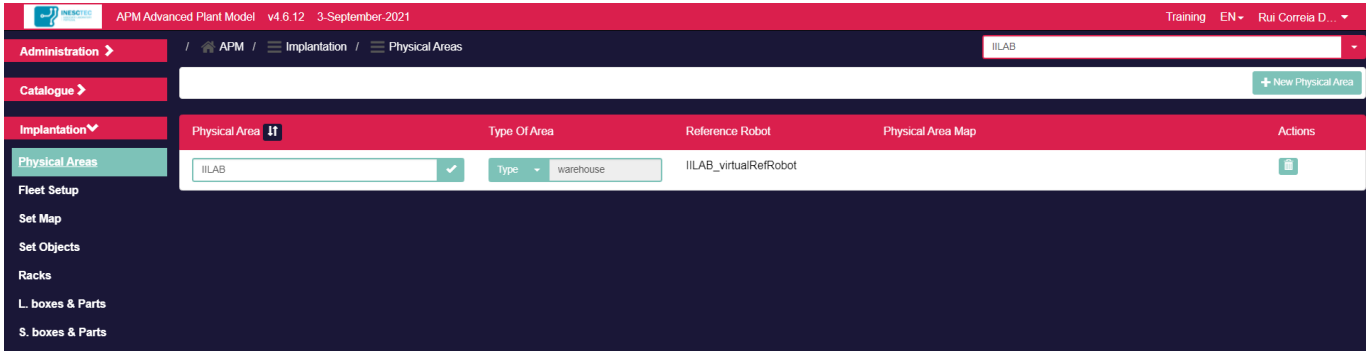 INESCTEC APM Advanced Plant Model v4.6.12 3-September-2021 Training EN Rui Correia D...
Administration / APM / Implantation / Physical Areas IILAB
Catalogue + New Physical Area
Implantation Physical Area Type Of Area Reference Robot Physical Area Map Actions
Physical Areas IILAB Type warehouse IILAB_virtualRefRobot
Fleet Setup
Set Map
Set Objects
Racks
L. boxes & Parts
S. boxes & Parts